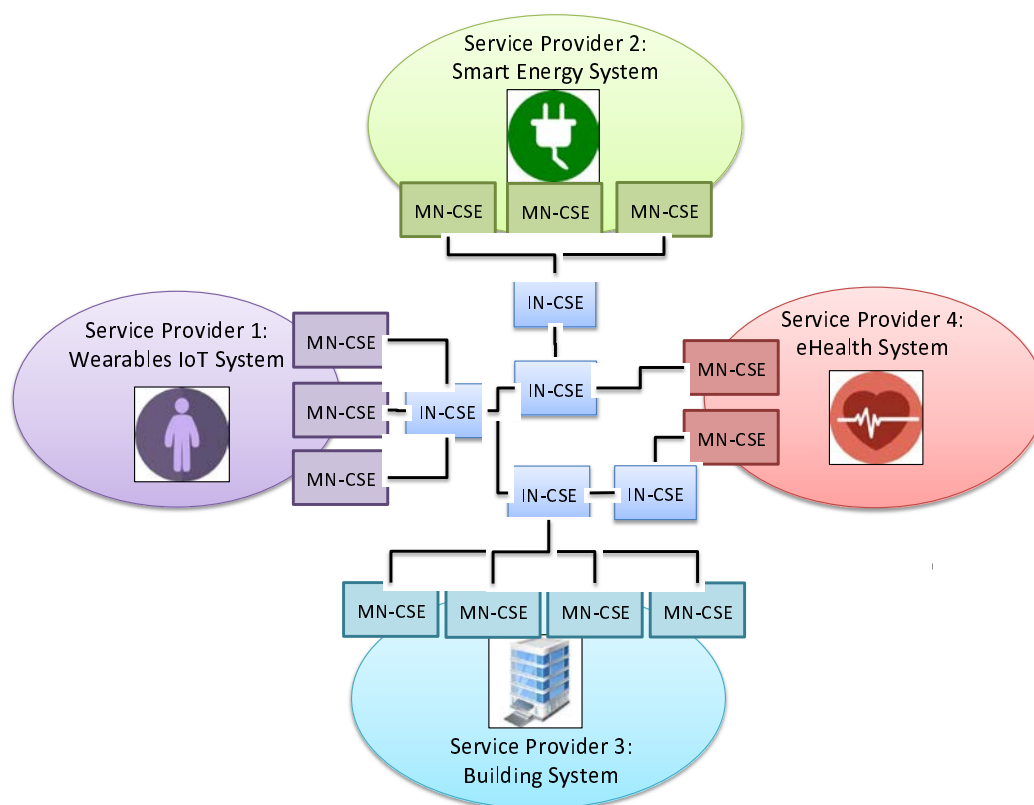 Service Provider 2:
Smart Energy System
MN-CSE
MN-CSE
MN-CSE
IN-CSE
Service Provider 1:
Wearables IoT System
MN-CSE
MN-CSE
MN-CSE
IN-CSE
IN-CSE
Service Provider 4:
eHealth System
MN-CSE
MN-CSE
IN-CSE
IN-CSE
MN-CSE
MN-CSE
MN-CSE
MN-CSE
Service Provider 3:
Building System